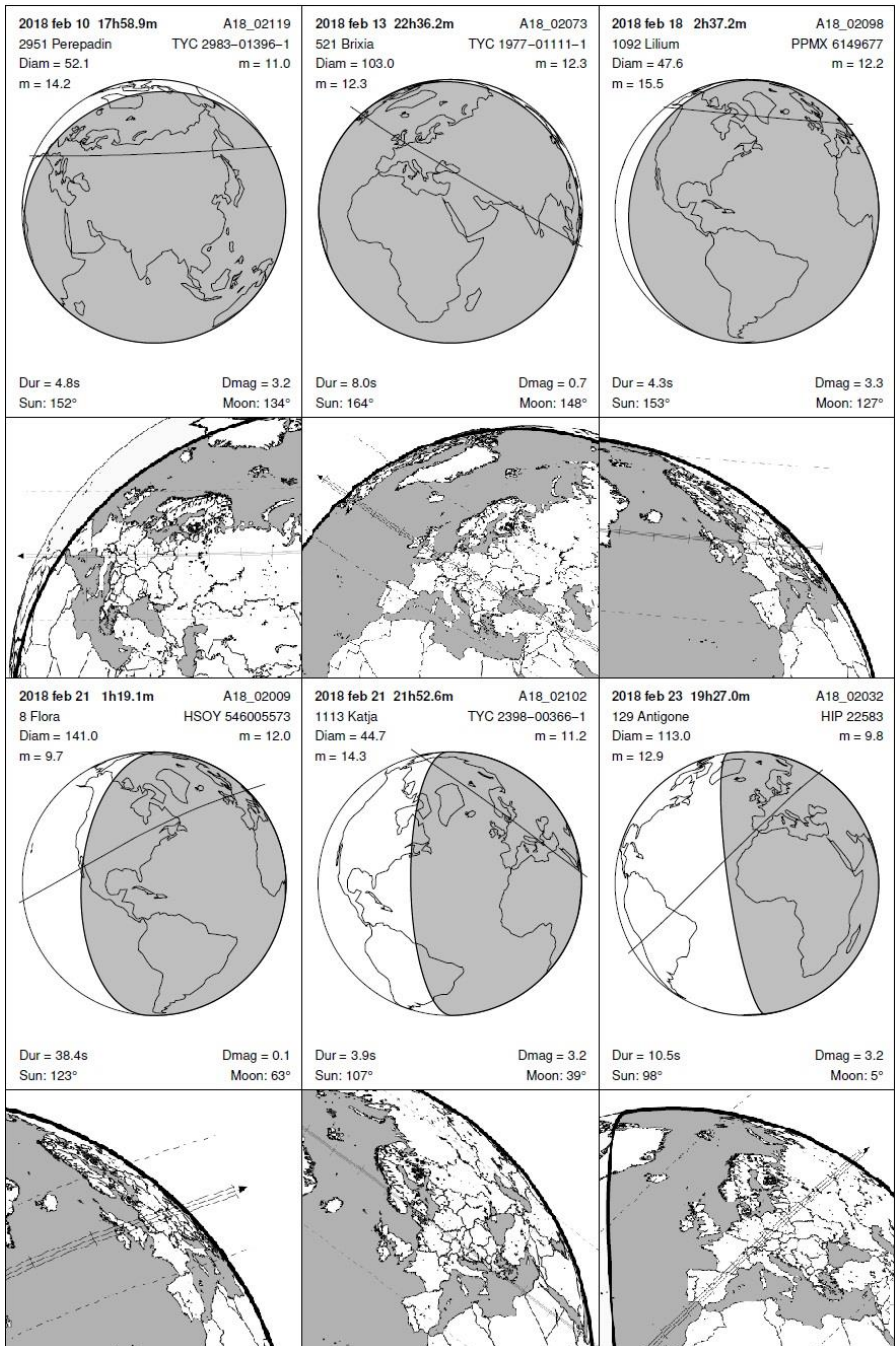 2018 feb 10 17h58.9m A18_02119
2951 Perepadin TYC 2983−01396−1
Diam = 52.1 m = 11.0
m = 14.2
Dur = 4.8s Dmag = 3.2
Sun: 152° Moon: 134°
2018 feb 13 22h36.2m A18_02073
521 Brixia TYC 1977−01111−1
Diam = 103.0 m = 12.3
m = 12.3
Dur = 8.0s Dmag = 0.7
Sun: 164° Moon: 148°
2018 feb 18 2h37.2m A18_02098
1092 Lilium PPMX 6149677
Diam = 47.6 m = 12.2
m = 15.5
Dur = 4.3s Dmag = 3.3
Sun: 153° Moon: 127°
2018 feb 21 1h19.1m A18_02009
8 Flora HSOY 546005573
Diam = 141.0 m = 12.0
m = 9.7
Dur = 38.4s Dmag = 0.1
Sun: 123° Moon: 63°
2018 feb 21 21h52.6m A18_02102
1113 Katja TYC 2398−00366−1
Diam = 44.7 m = 11.2
m = 14.3
Dur = 3.9s Dmag = 3.2
Sun: 107° Moon: 39°
2018 feb 23 19h27.0m A18_02032
129 Antigone HIP 22583
Diam = 113.0 m = 9.8
m = 12.9
Dur = 10.5s Dmag = 3.2
Sun: 98° Moon: 5°